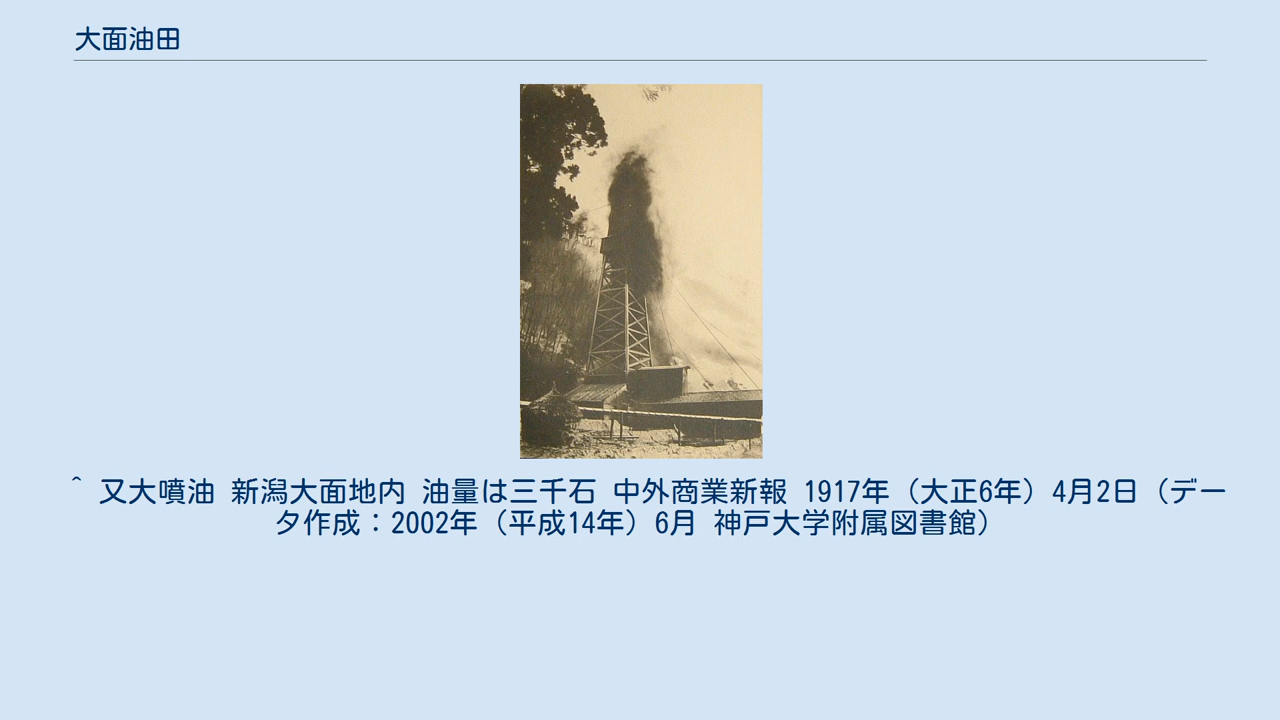 大面油田
^ 又大噴油 新潟大面地内 油量は三千石 中外商業新報 1917年（大正6年）4月2日（デー
タ作成：2002年（平成14年）6月 神戸大学附属図書館）